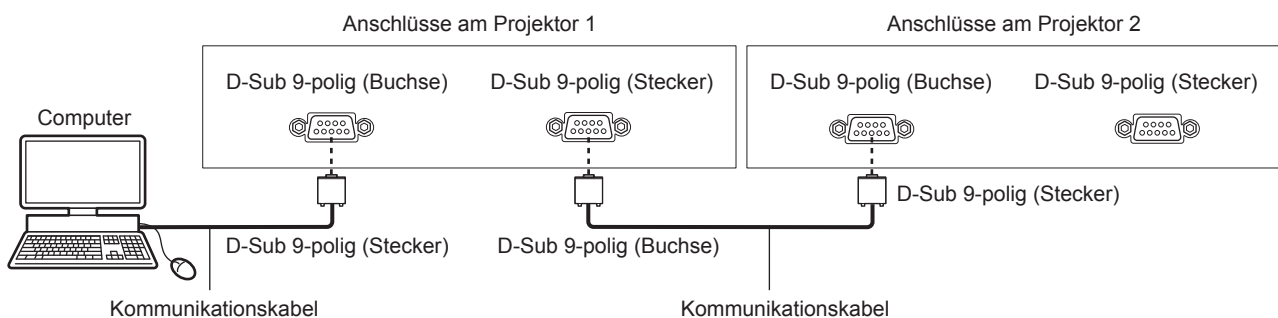 Anschlüsse am Projektor 1
Anschlüsse am Projektor 2
D-Sub 9-polig (Buchse)
D-Sub 9-polig (Stecker)
D-Sub 9-polig (Buchse)
D-Sub 9-polig (Stecker)
Computer
D-Sub 9-polig (Stecker)
D-Sub 9-polig (Stecker)
D-Sub 9-polig (Buchse)
Kommunikationskabel
Kommunikationskabel